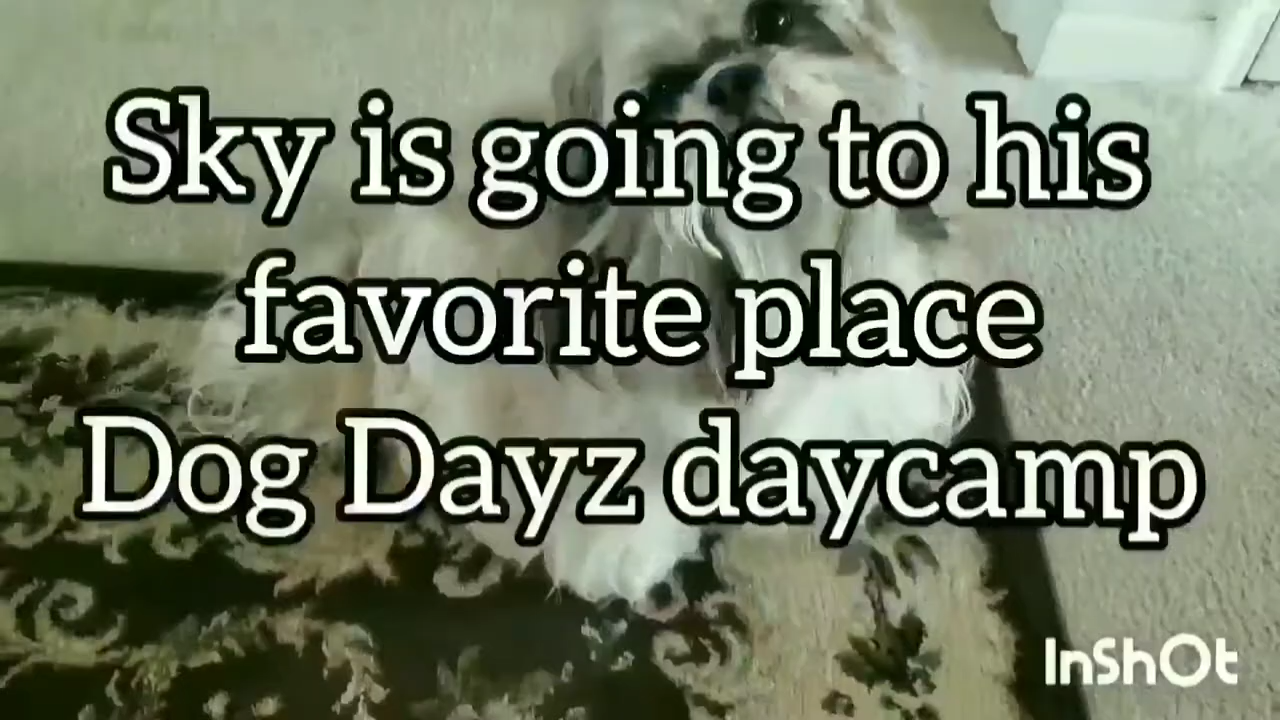 Sky is going to his
favorite place
Dog Dayz daycamp
InShOt